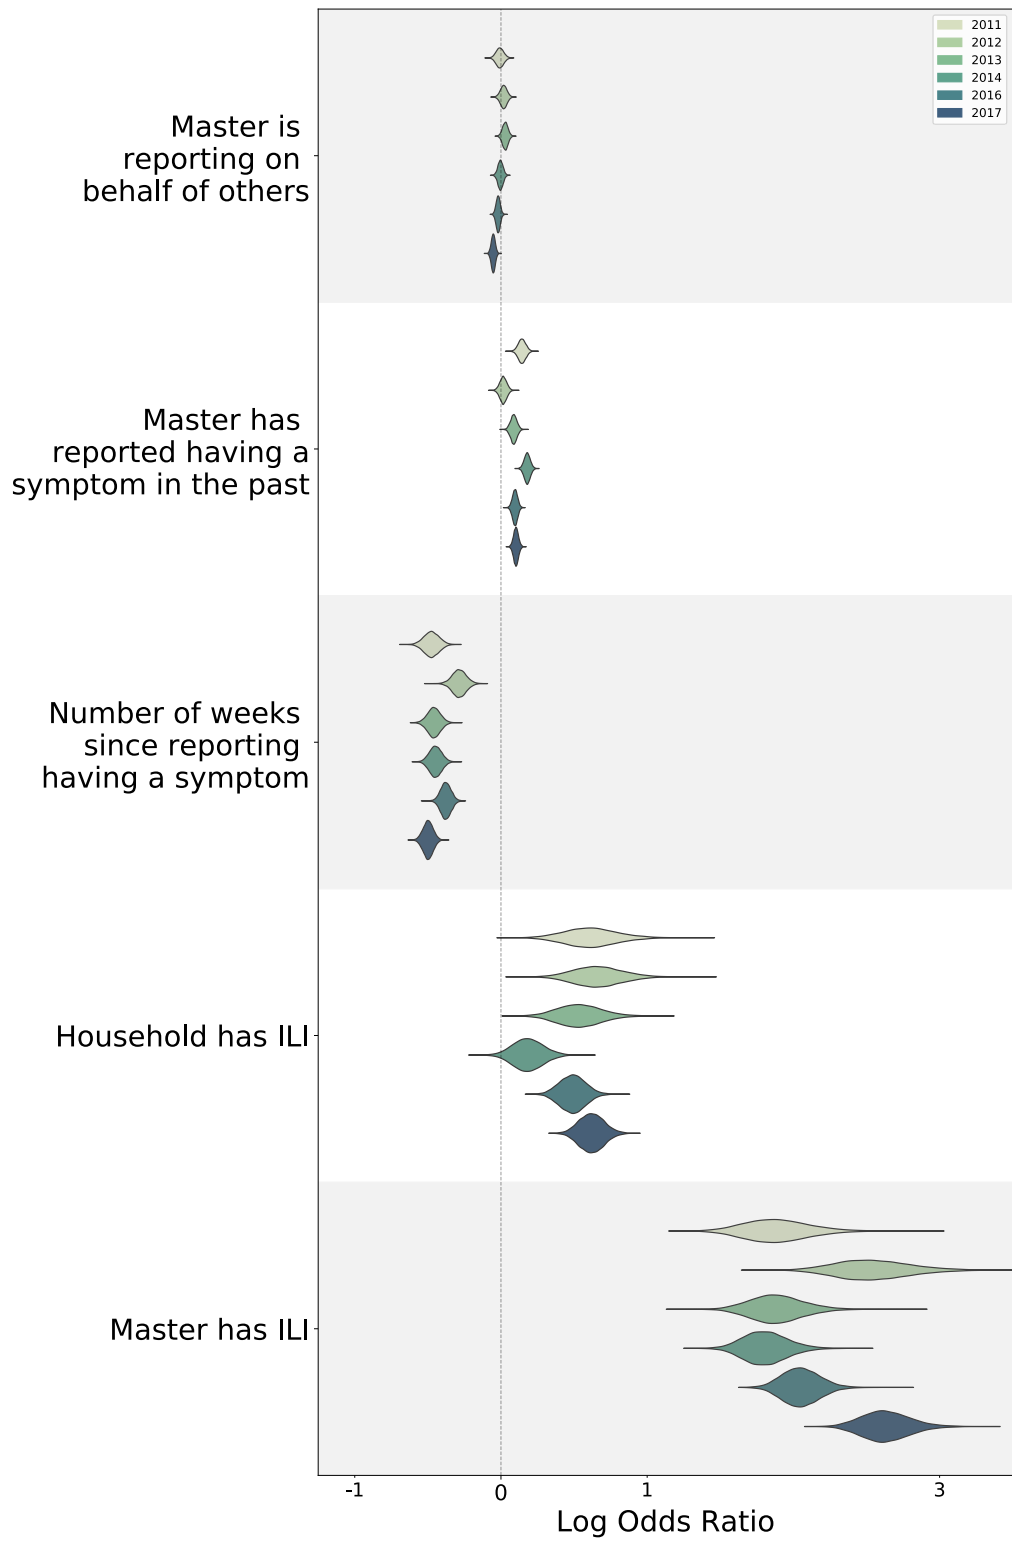 2011
2012
2013
2014
2016
2017
Master is
reporting on
behalf of others
Master has
reported having a
symptom in the past
Number of weeks
since reporting
having a symptom
Household has ILI
Master has ILI
-1
0
1
3
Log Odds Ratio